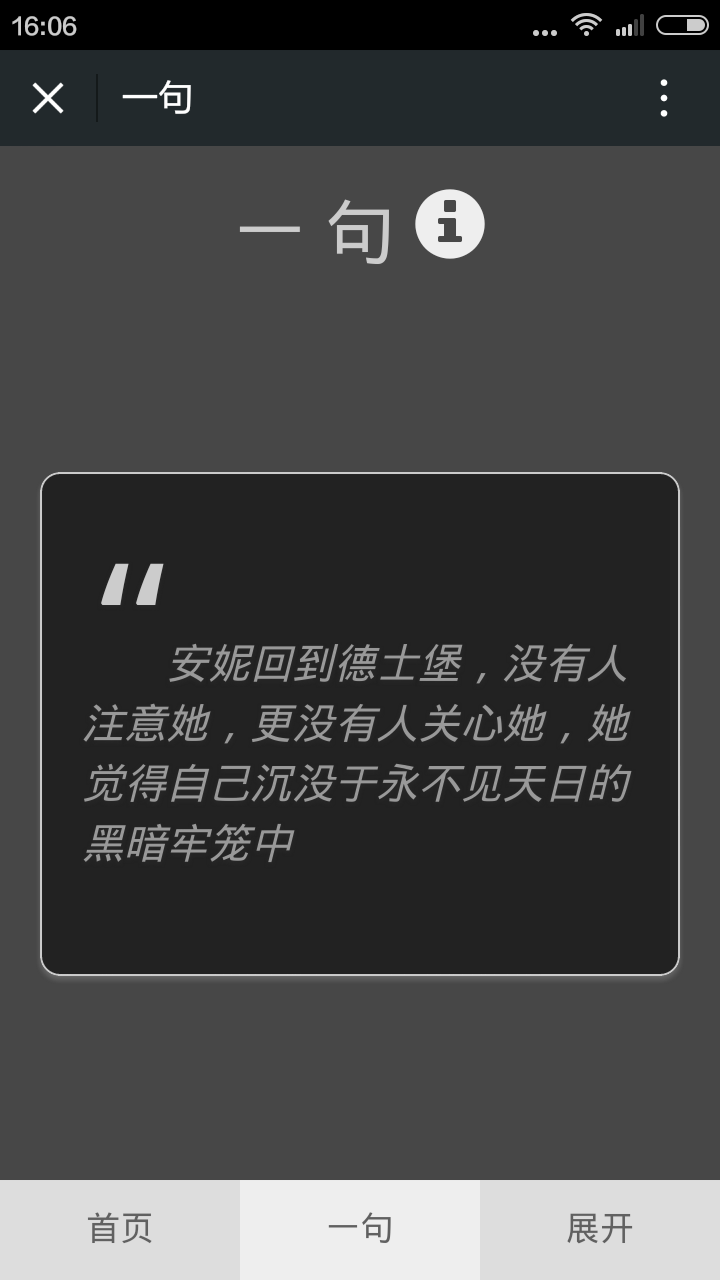 16:06
一句
一 句
“
安妮回到德士堡，没有人
注意她，更没有人关心她，她
觉得自己沉没于永不见天日的
黑暗牢笼中
首页
一句
展开